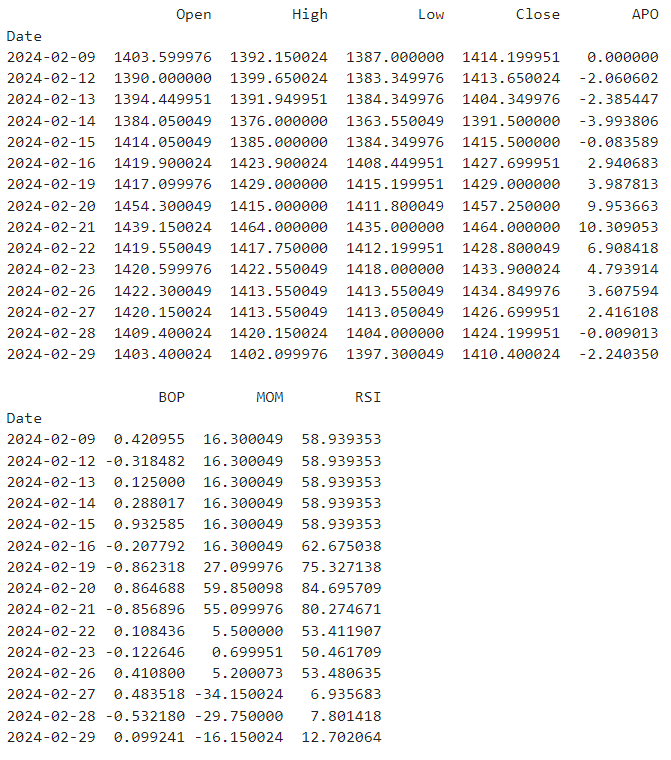 Open High Low Close APO
Date
2024-02-09 1403.599976 1392.150024 1387.000000 1414.199951 0.000000
2024-02-12 1390.000000 1399.650024 1383.349976 1413.650024 -2.060602
2024-02-13 1394.449951 1391.949951 1384.349976 1404.349976 -2.385447
2024-02-14 1384.050049 1376.000000 1363.550049 1391.500000 -3.993806
2024-02-15 1414.050049 1385.000000 1384.349976 1415.500000 -0.083589
2024-02-16 1419.900024 1423.900024 1408.449951 1427.699951 2.940683
2024-02-19 1417.099976 1429.000000 1415.199951 1429.000000 3.987813
2024-02-20 1454.300049 1415.000000 1411.800049 1457.250000 9.953663
2024-02-21 1439.150024 1464.000000 1435.000000 1464.000000 10.309053
2024-02-22 1419.550049 1417.750000 1412.199951 1428.800049 6.908418
2024-02-23 1420.599976 1422.550049 1418.000000 1433.900024 4.793914
2024-02-26 1422.300049 1413.550049 1413.550049 1434.849976 3.607594
2024-02-27 1420.150024 1413.550049 1413.050049 1426.699951 2.416108
2024-02-28 1409.400024 1420.150024 1404.000000 1424.199951 -0.009013
2024-02-29 1403.400024 1402.099976 1397.300049 1410.400024 -2.240350
BOP MOM RSI
Date
2024-02-09 0.420955 16.300049 58.939353
2024-02-12 -0.318482 16.300049 58.939353
2024-02-13 0.125000 16.300049 58.939353
2024-02-14 0.288017 16.300049 58.939353
2024-02-15 0.932585 16.300049 58.939353
2024-02-16 -0.207792 16.300049 62.675038
2024-02-19 -0.862318 27.099976 75.327138
2024-02-20 0.864688 59.850098 84.695709
2024-02-21 -0.856896 55.099976 80.274671
2024-02-22 0.108436 5.500000 53.411907
2024-02-23 -0.122646 0.699951 50.461709
2024-02-26 0.410800 5.200073 53.480635
2024-02-27 0.483518 -34.150024 6.935683
2024-02-28 -0.532180 -29.750000 7.801418
2024-02-29 0.099241 -16.150024 12.702064